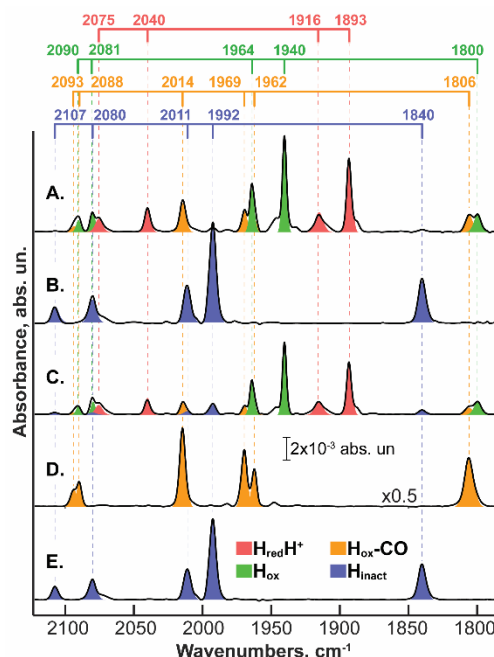 2075 2040 1916 1893
2090 2081 1964 1940 1800
2093 2088 2014 1969 1962 1806
2107 2080 2011 1992 1840
A.
B.
C.
2x10⁻³ abs. un
D.
x0.5
HredH⁺ Hox-CO
Hox Hinact
E.
Absorbance, abs. un.
2100 2050 2000 1950 1900 1850 1800
Wavenumbers, cm⁻¹